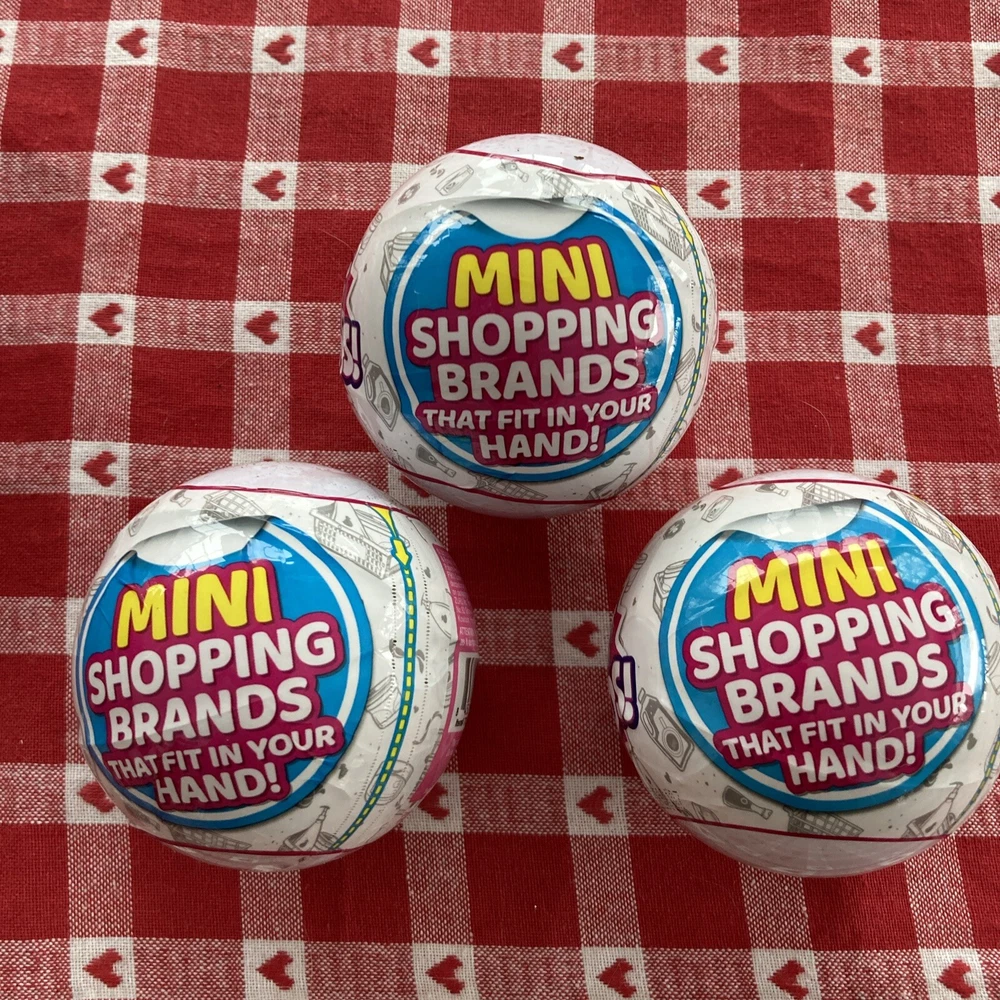 MINI
SHOPPING
BRANDS
THAT FIT IN YOUR
HAND!
S!
MINI
SHOPPING
BRANDS
THAT FIT IN YOUR
HAND!
MINI
SHOPPING
BRANDS
THAT FIT IN YOUR
HAND!
S!